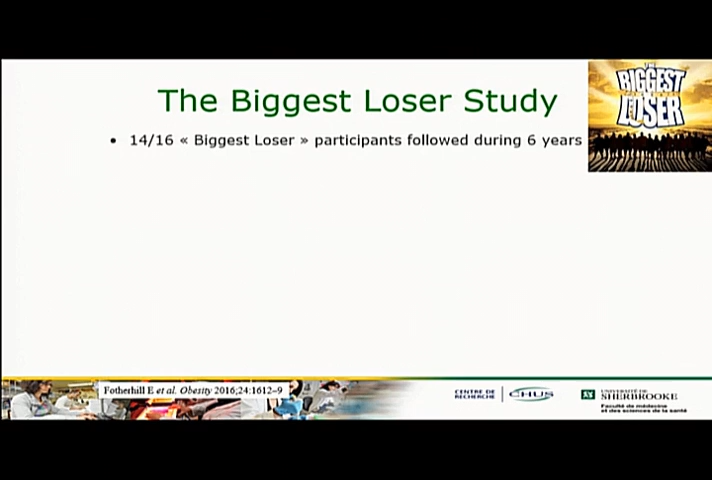 The Biggest Loser Study
THE
BIGGEST
LOSER
• 14/16 « Biggest Loser » participants followed during 6 years
Fotherhill E et al. Obesity 2016;24:1612–9
CENTRE DE
RECHERCHE
CHUS
UNIVERSITÉ DE
SHERBROOKE
Faculté de médecine
et des sciences de la santé